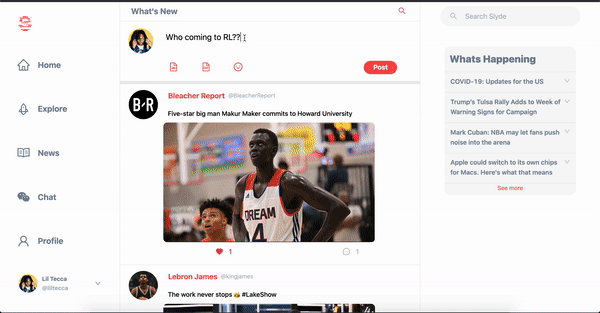 What's New
Search Slyde
Who coming to RL??
Home
Explore
News
Chat
Profile
Lil Tecca
@liltecca
Post
B/R
Bleacher Report @BleacherReport
Five-star big man Makur Maker commits to Howard University
DREAM
4
1
1
Lebron James @kingjames
The work never stops 👑 #LakeShow
Whats Happening
COVID-19: Updates for the US
Trump's Tulsa Rally Adds to Week of
Warning Signs for Campaign
Mark Cuban: NBA may let fans push
noise into the arena
Apple could switch to its own chips
for Macs. Here's what that means
See more